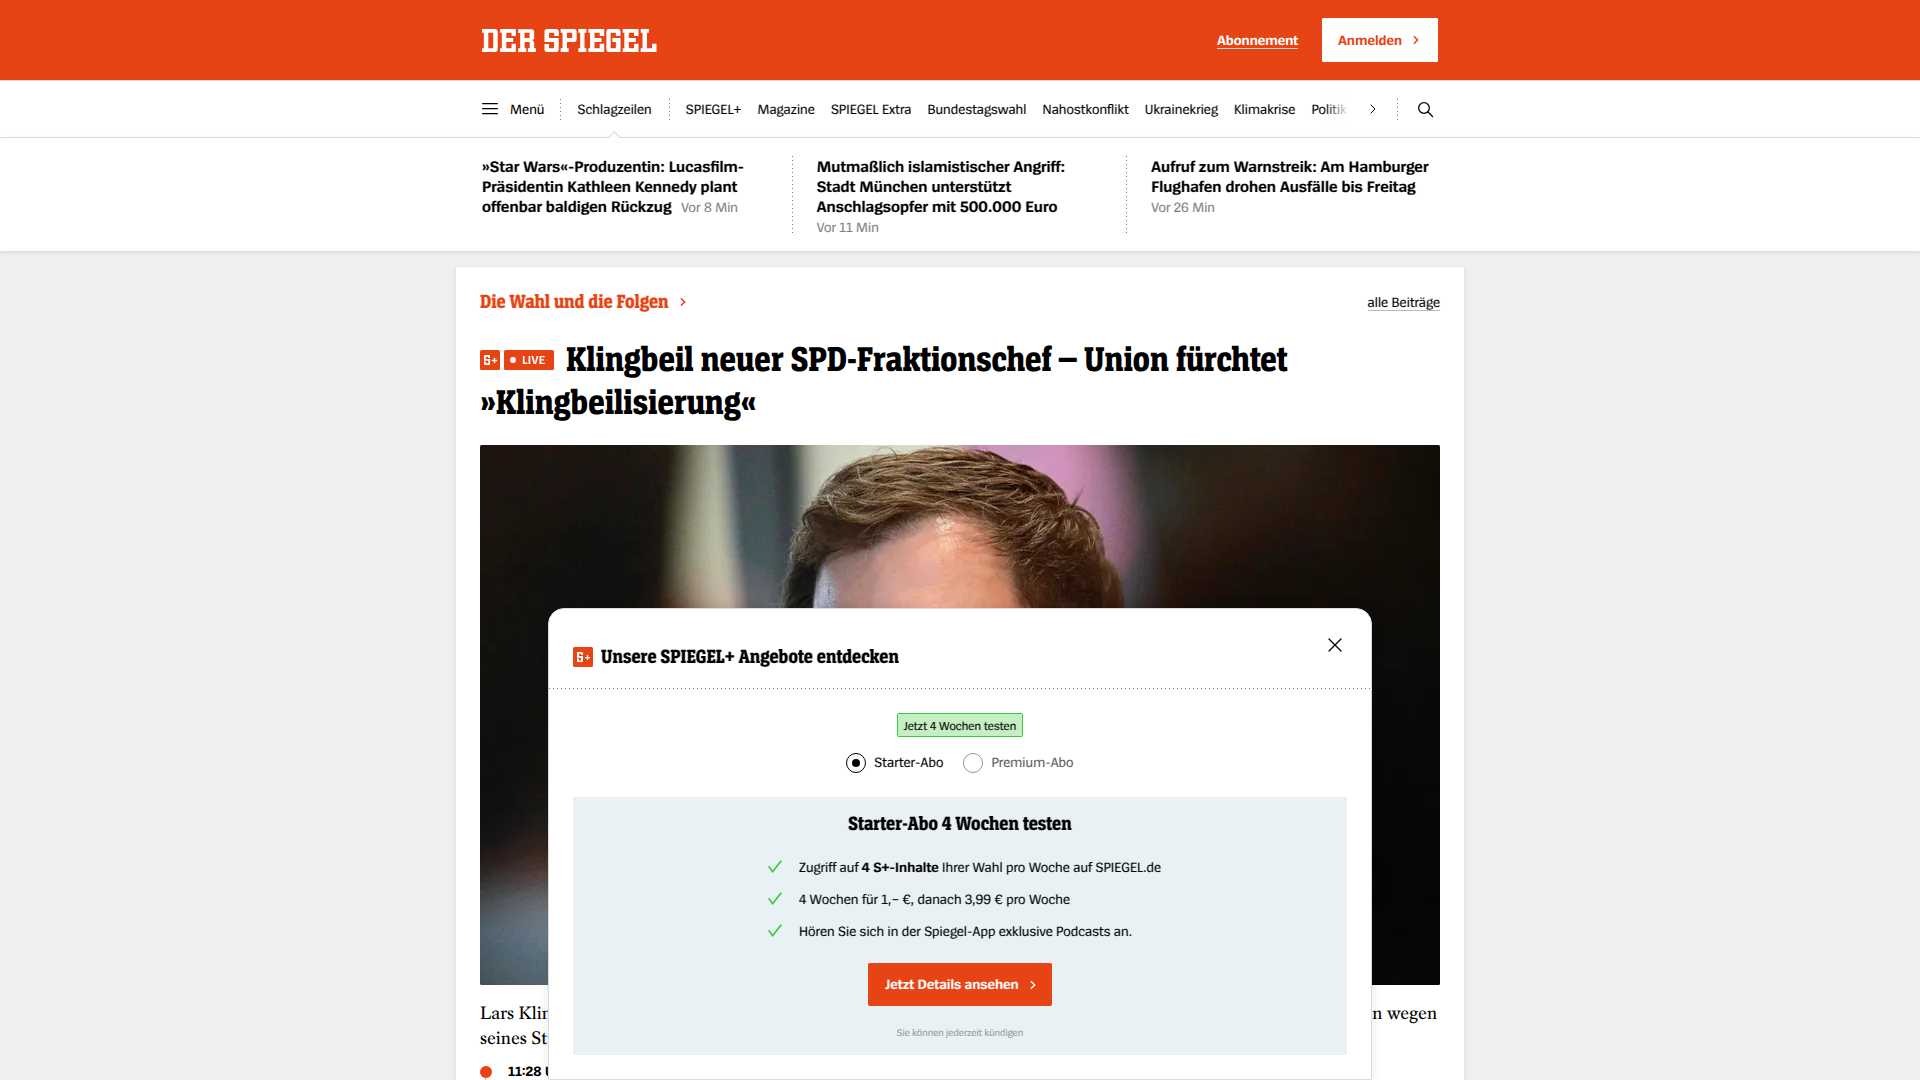 DER SPIEGEL
Abonnement
Anmelden
Menü
Schlagzeilen
SPIEGEL+
Magazine
SPIEGEL Extra
Bundestagswahl
Nahostkonflikt
Ukrainekrieg
Klimakrise
Politik
»Star Wars«-Produzentin: Lucasfilm-
Präsidentin Kathleen Kennedy plant
offenbar baldigen Rückzug Vor 8 Min
Mutmaßlich islamistischer Angriff:
Stadt München unterstützt
Anschlagsopfer mit 500.000 Euro
Vor 11 Min
Aufruf zum Warnstreik: Am Hamburger
Flughafen drohen Ausfälle bis Freitag
Vor 26 Min
Die Wahl und die Folgen
alle Beiträge
S+ LIVE Klingbeil neuer SPD-Fraktionschef – Union fürchtet
»Klingbeilisierung«
S+ Unsere SPIEGEL+ Angebote entdecken
Jetzt 4 Wochen testen
Starter-Abo
Premium-Abo
Starter-Abo 4 Wochen testen
Zugriff auf 4 S+-Inhalte Ihrer Wahl pro Woche auf SPIEGEL.de
4 Wochen für 1,– €, danach 3,99 € pro Woche
Hören Sie sich in der Spiegel-App exklusive Podcasts an.
Jetzt Details ansehen
Sie können jederzeit kündigen
Lars
n wegen
seines
11:28